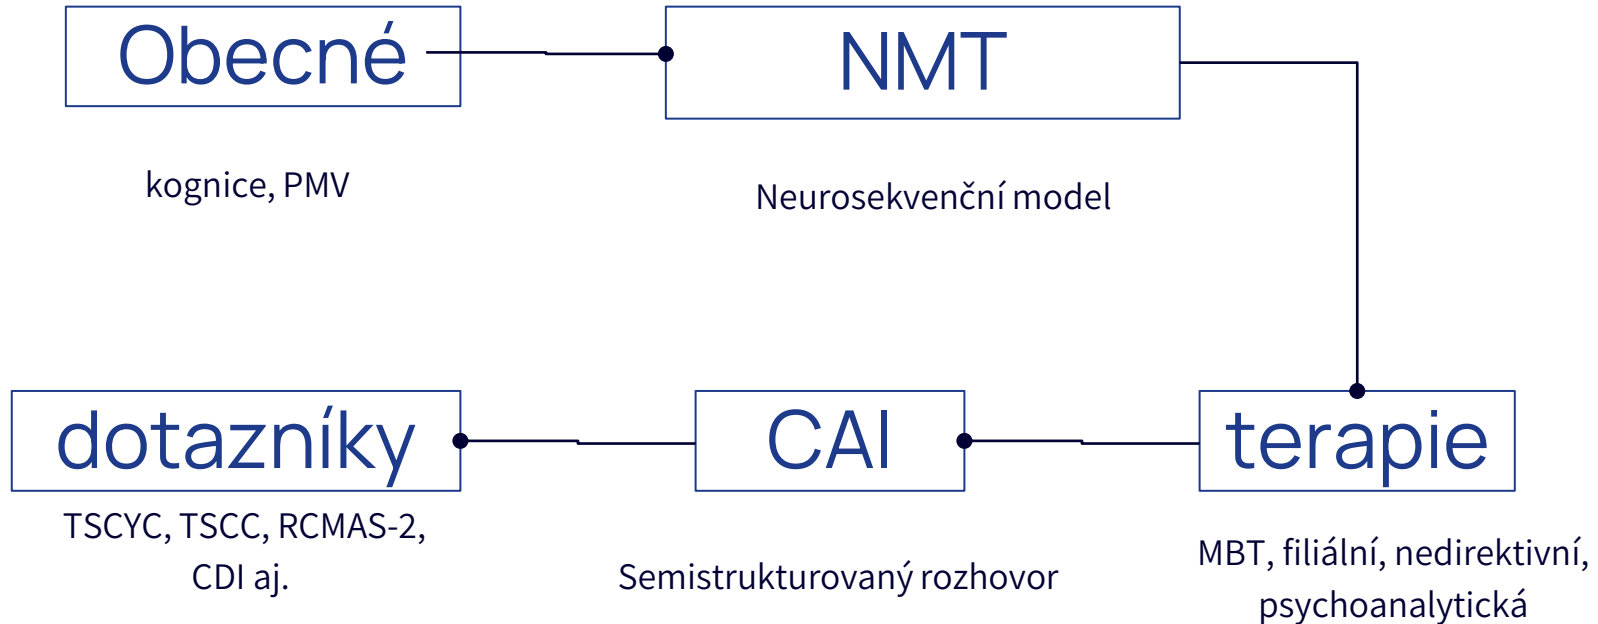 Obecné
kognice, PMV
NMT
Neurosekvenční model
terapie
MBT, filiální, nedirektivní,
psychoanalytická
CAI
Semistrukturovaný rozhovor
dotazníky
TSCYC, TSCC, RCMAS-2,
CDI aj.